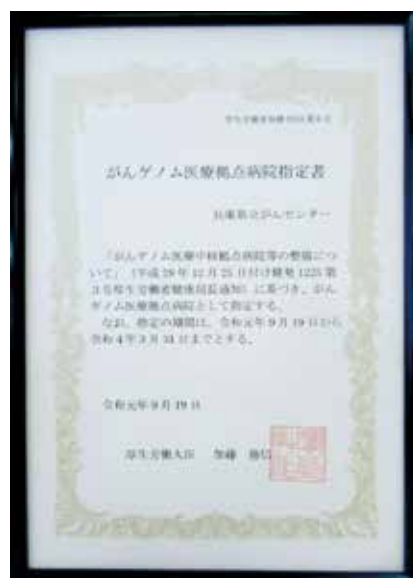 がんゲノム医療拠点病院指定書
兵庫県立がんセンター
「がんゲノム医療中核拠点病院等の整備につ
いて」（平成29年12月25日付け健発1225第
3号厚生労働省健康局長通知）に基づき、がん
ゲノム医療拠点病院として指定する。
なお、指定の期間は、令和元年9月19日から
令和4年3月31日までとする。
令和元年9月19日
厚生労働大臣 加藤 勝信